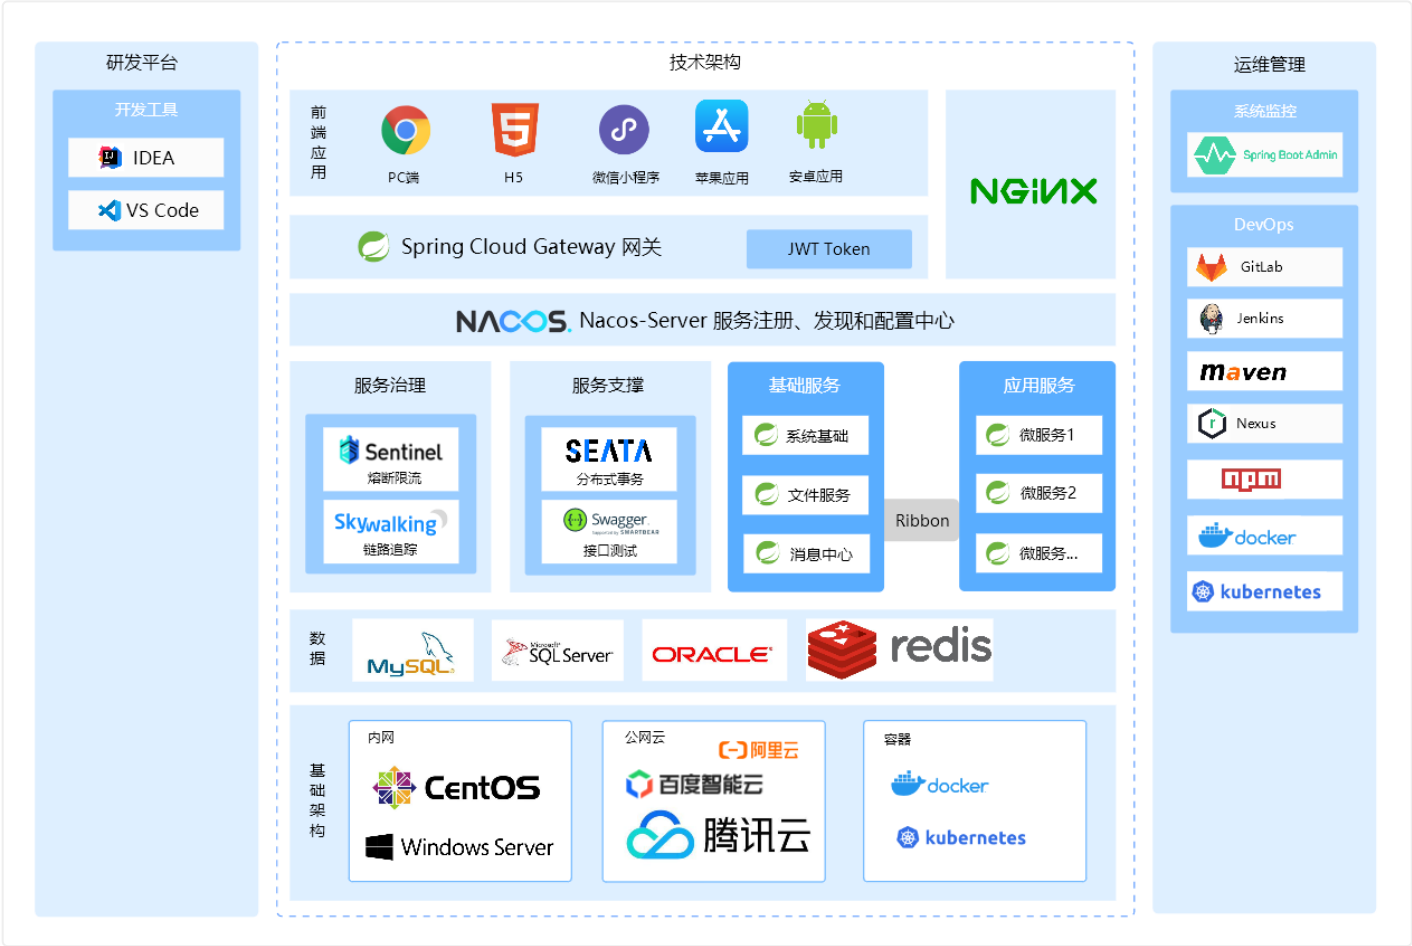 研发平台
开发工具
IDEA
VS Code
技术架构
前端应用
PC端
H5
微信小程序
苹果应用
安卓应用
NGINX
Spring Cloud Gateway 网关
JWT Token
NACOS. Nacos-Server 服务注册、发现和配置中心
服务治理
Sentinel
熔断限流
Skywalking
链路追踪
服务支撑
SEATA
分布式事务
Swagger.
Supported by SMARTBEAR
接口测试
基础服务
系统基础
文件服务
消息中心
Ribbon
应用服务
微服务1
微服务2
微服务...
数据
MySQL
Microsoft
SQL Server
ORACLE
redis
基础架构
内网
CentOS
Windows Server
公网云
阿里云
百度智能云
腾讯云
容器
docker
kubernetes
运维管理
系统监控
Spring Boot Admin
DevOps
GitLab
Jenkins
maven
Nexus
npm
docker
kubernetes